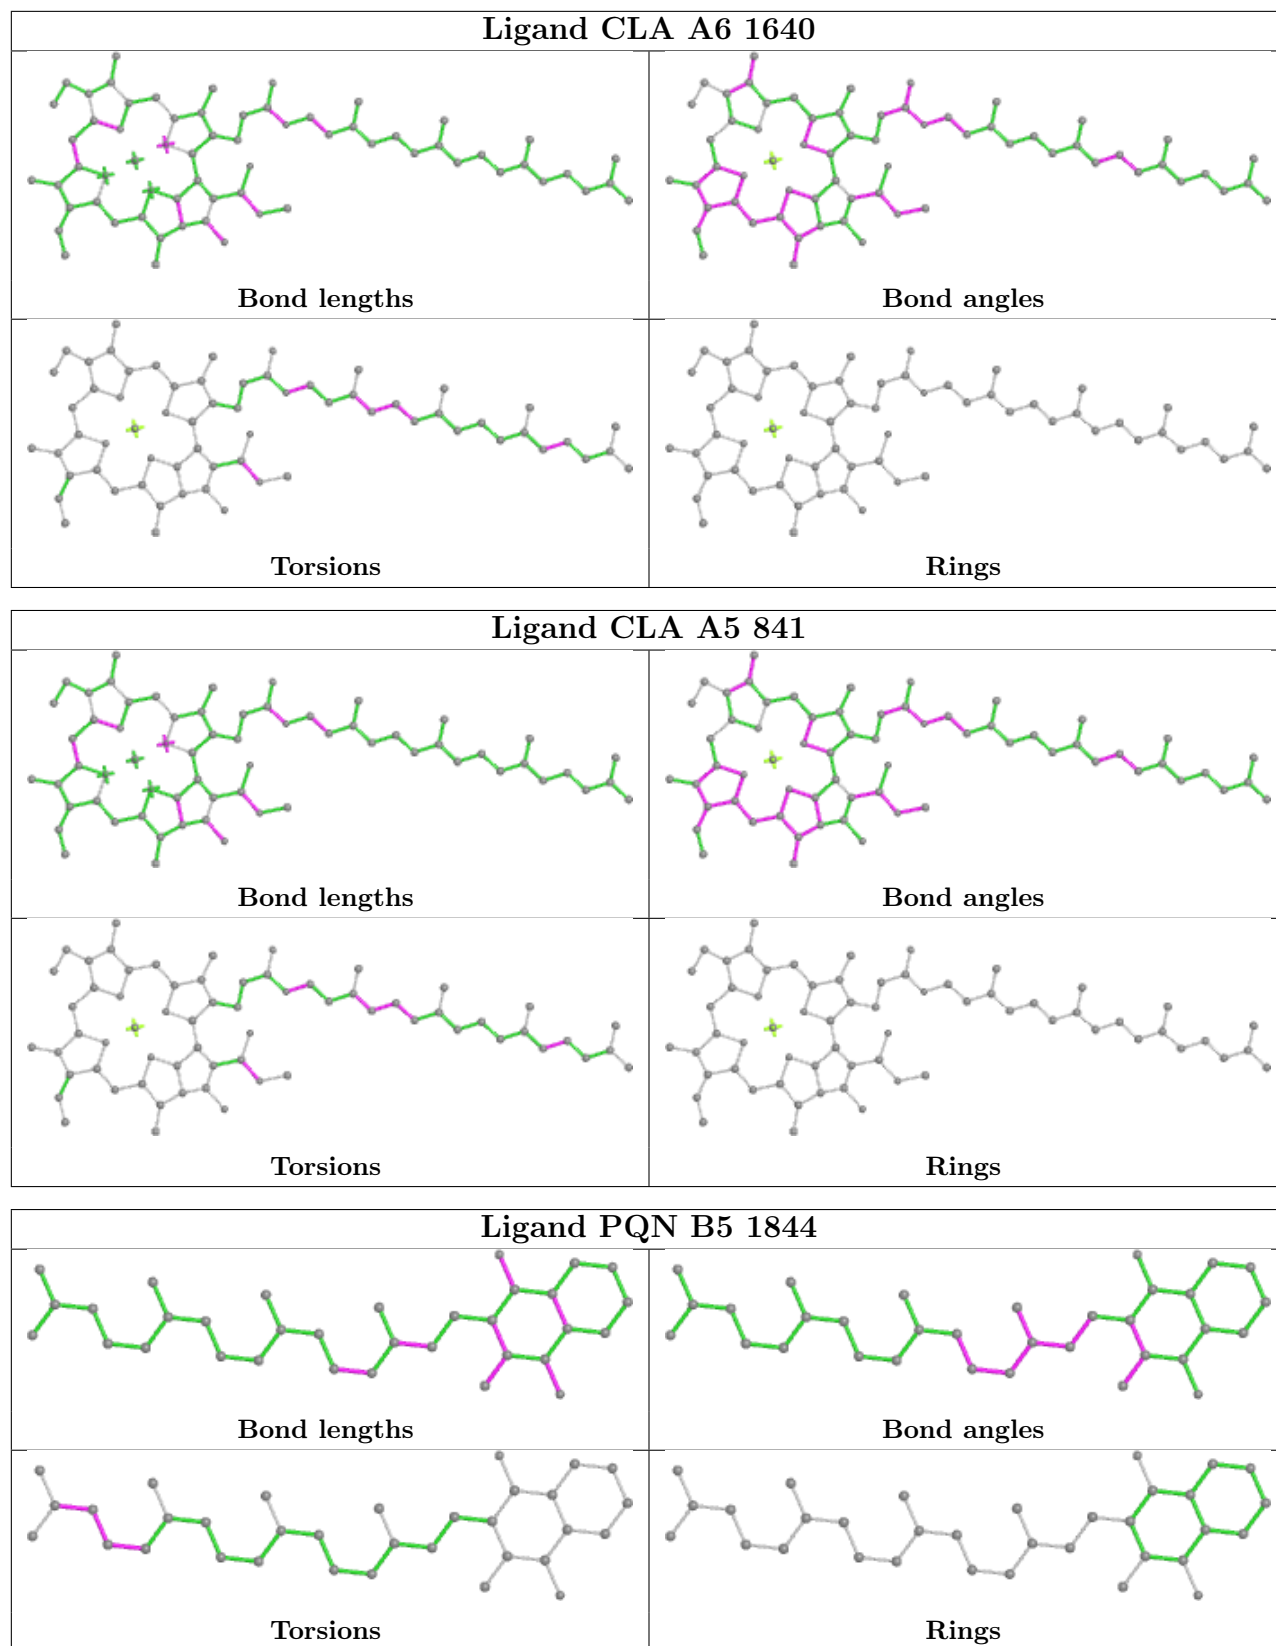 Ligand CLA A6 1640
Bond lengths
Bond angles
Torsions
Rings
Ligand CLA A5 841
Bond lengths
Bond angles
Torsions
Rings
Ligand PQN B5 1844
Bond lengths
Bond angles
Torsions
Rings